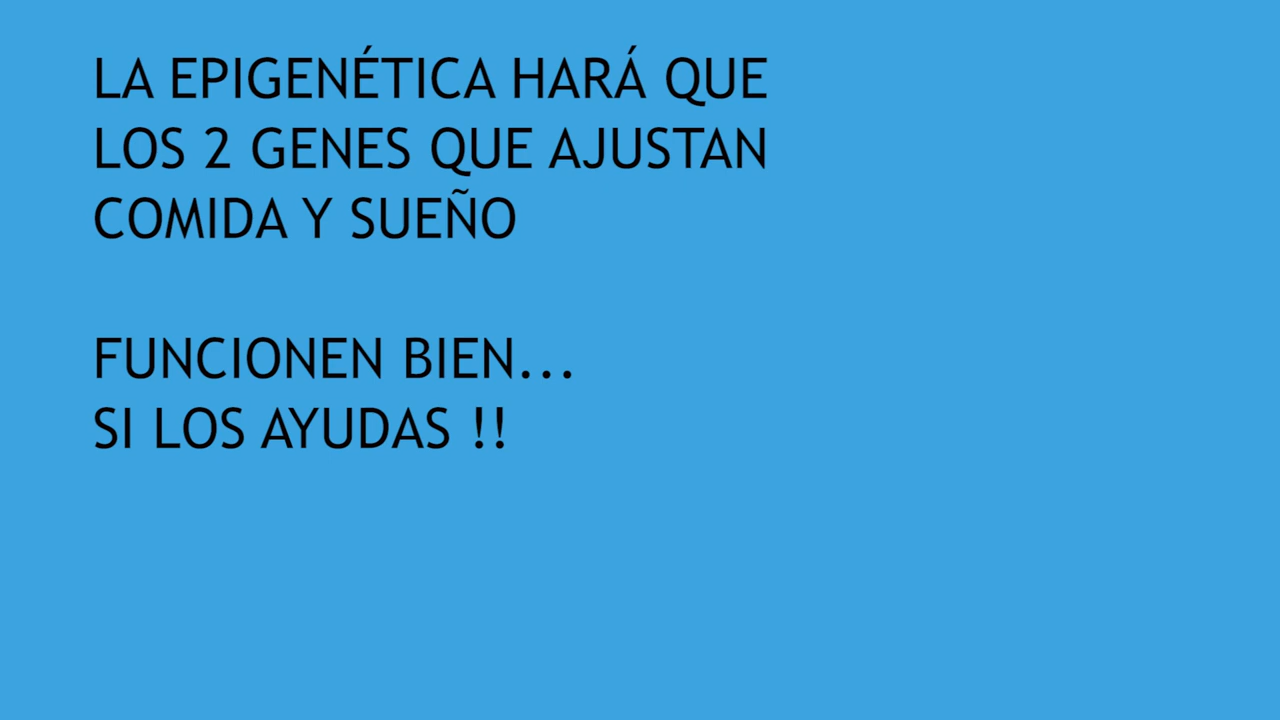 LA EPIGENÉTICA HARÁ QUE
LOS 2 GENES QUE AJUSTAN
COMIDA Y SUEÑO
FUNCIONEN BIEN...
SI LOS AYUDAS !!